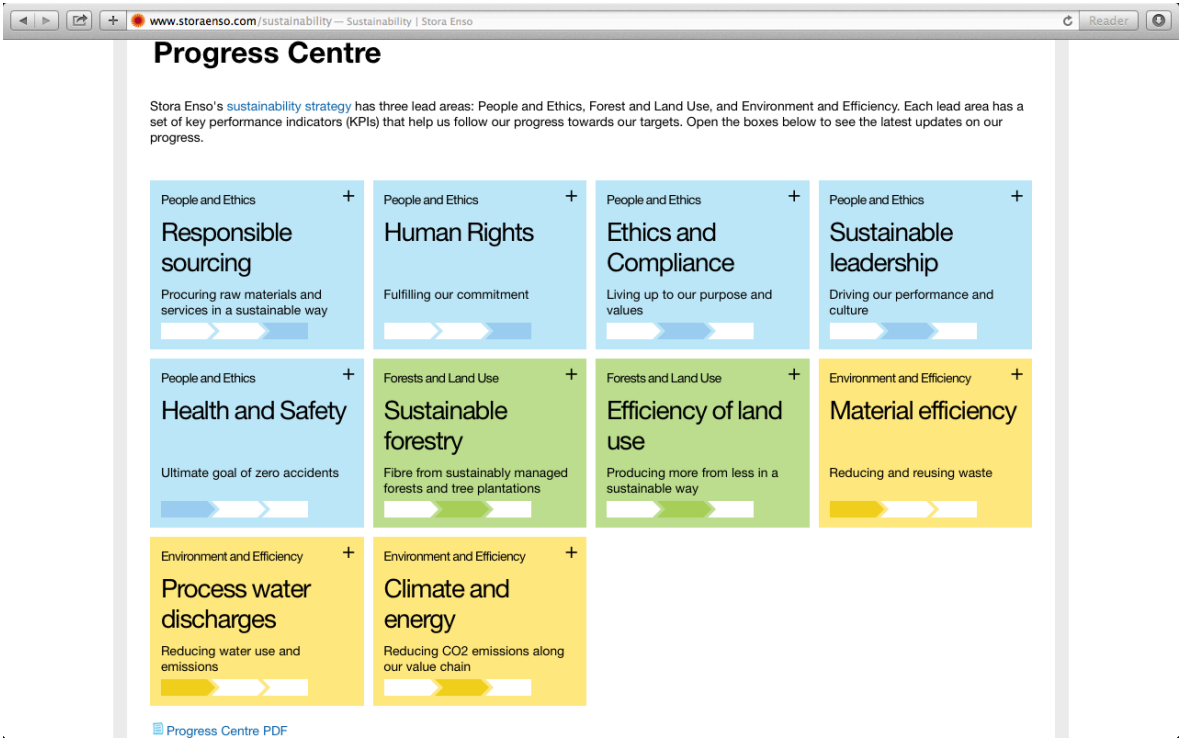 www.storaenso.com/sustainability — Sustainability | Stora Enso
Reader
Progress Centre
Stora Enso's sustainability strategy has three lead areas: People and Ethics, Forest and Land Use, and Environment and Efficiency. Each lead area has a
set of key performance indicators (KPIs) that help us follow our progress towards our targets. Open the boxes below to see the latest updates on our
progress.
People and Ethics +
Responsible
sourcing
Procuring raw materials and
services in a sustainable way
People and Ethics +
Human Rights
Fulfilling our commitment
People and Ethics +
Ethics and
Compliance
Living up to our purpose and
values
People and Ethics +
Sustainable
leadership
Driving our performance and
culture
People and Ethics +
Health and Safety
Ultimate goal of zero accidents
Forests and Land Use +
Sustainable
forestry
Fibre from sustainably managed
forests and tree plantations
Forests and Land Use +
Efficiency of land
use
Producing more from less in a
sustainable way
Environment and Efficiency +
Material efficiency
Reducing and reusing waste
Environment and Efficiency +
Process water
discharges
Reducing water use and
emissions
Environment and Efficiency +
Climate and
energy
Reducing CO2 emissions along
our value chain
Progress Centre PDF